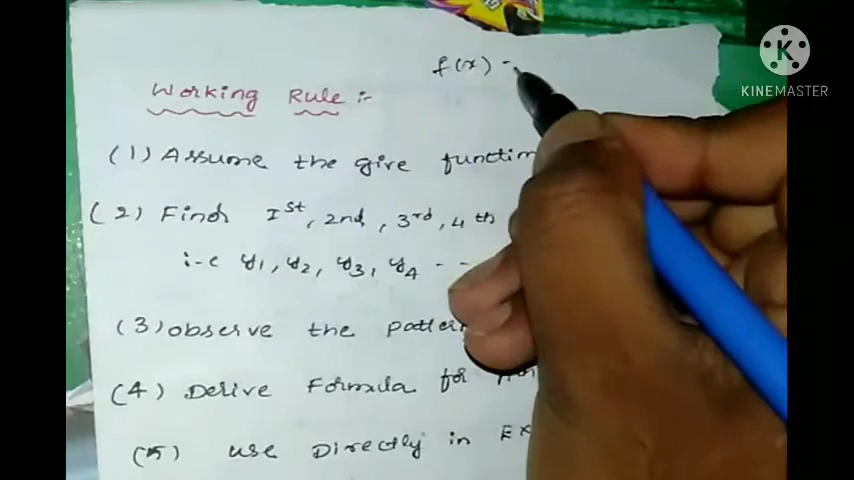 f(x) -
K
KINEMASTER
Working Rule :-
(1) Assume the give function
(2) Find Ist, 2nd, 3rd, 4th
i-e y1, y2, y3, y4 - -
(3) observe the
(4) Derive Formula for
(5) use Directly in